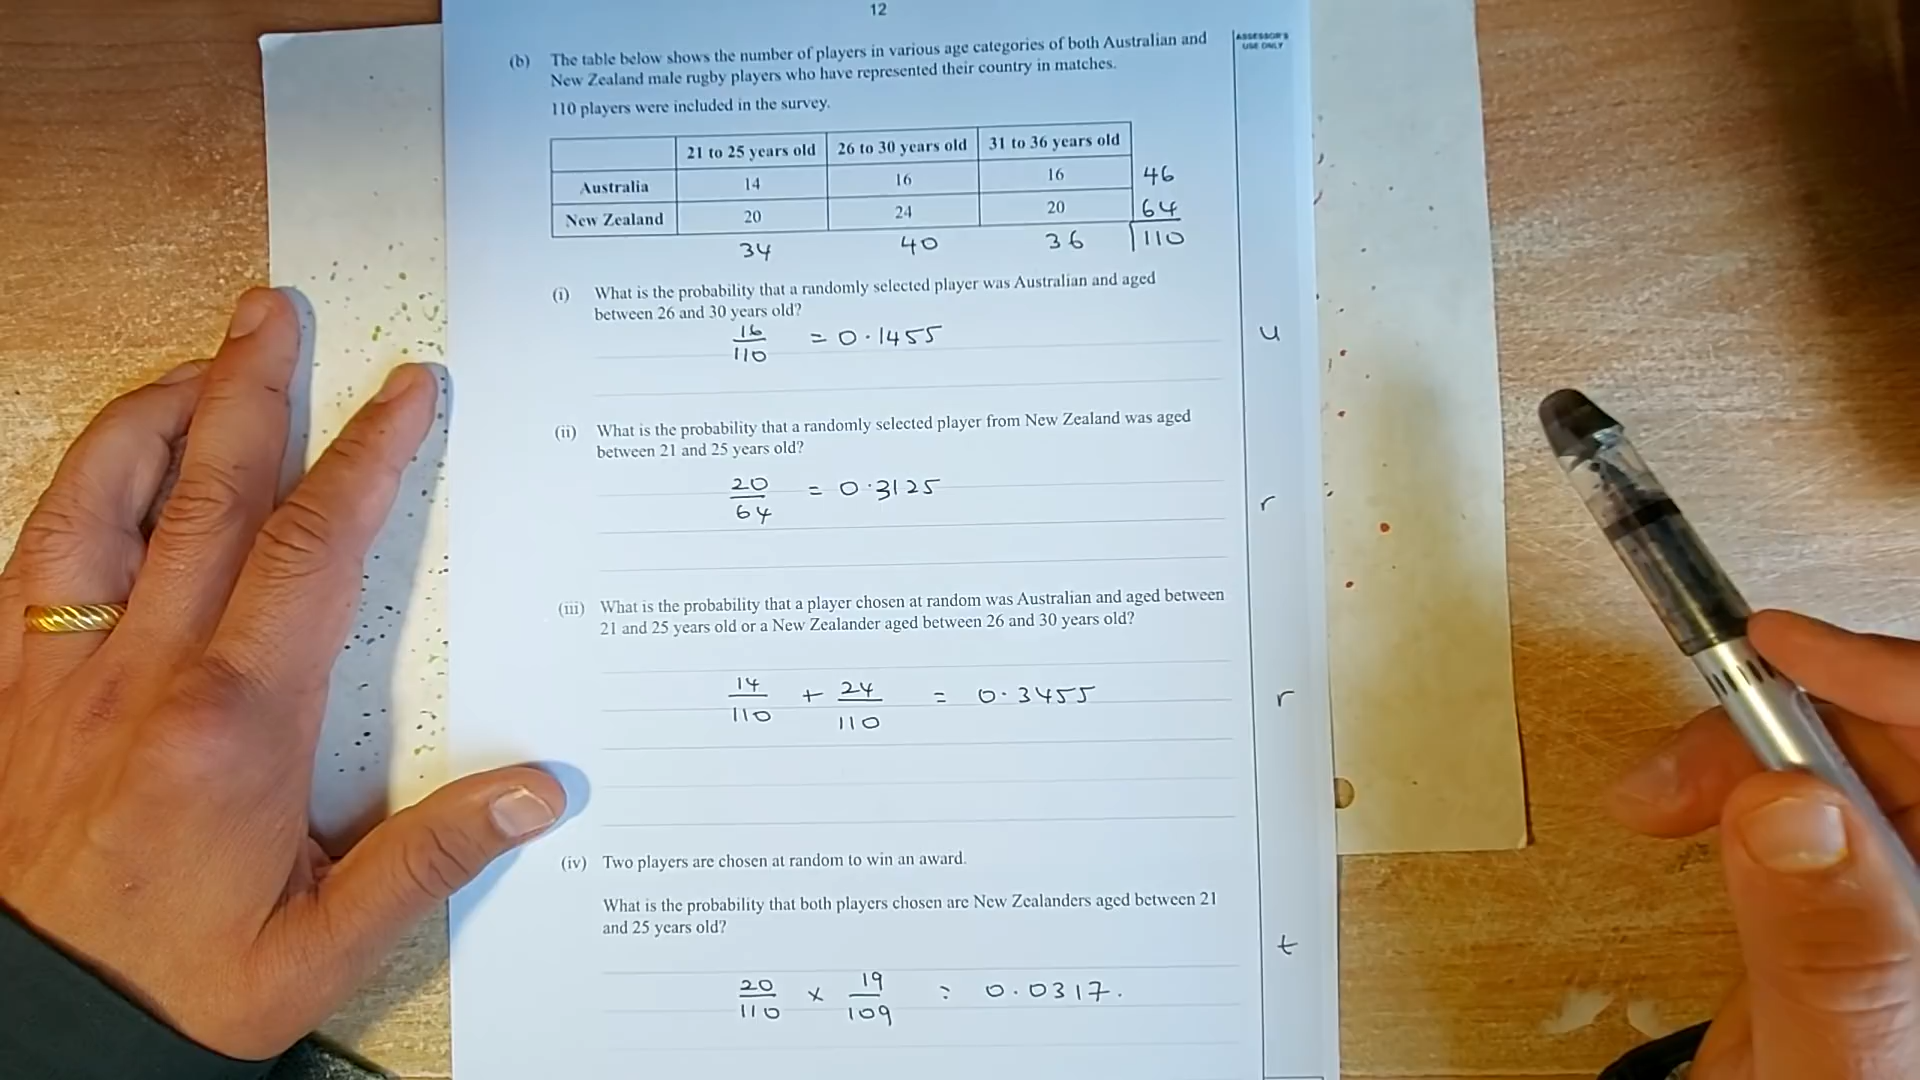 12
ASSESSOR'S
USE ONLY
(b) The table below shows the number of players in various age categories of both Australian and
New Zealand male rugby players who have represented their country in matches.
110 players were included in the survey.
21 to 25 years old 26 to 30 years old 31 to 36 years old
Australia 14 16 16 46
New Zealand 20 24 20 64
34 40 36 110
(i) What is the probability that a randomly selected player was Australian and aged
between 26 and 30 years old?
16/110 = 0.1455
u
(ii) What is the probability that a randomly selected player from New Zealand was aged
between 21 and 25 years old?
20/64 = 0.3125
r
(iii) What is the probability that a player chosen at random was Australian and aged between
21 and 25 years old or a New Zealander aged between 26 and 30 years old?
14/110 + 24/110 = 0.3455
r
(iv) Two players are chosen at random to win an award.
What is the probability that both players chosen are New Zealanders aged between 21
and 25 years old?
t
20/110 × 19/109 = 0.0317.